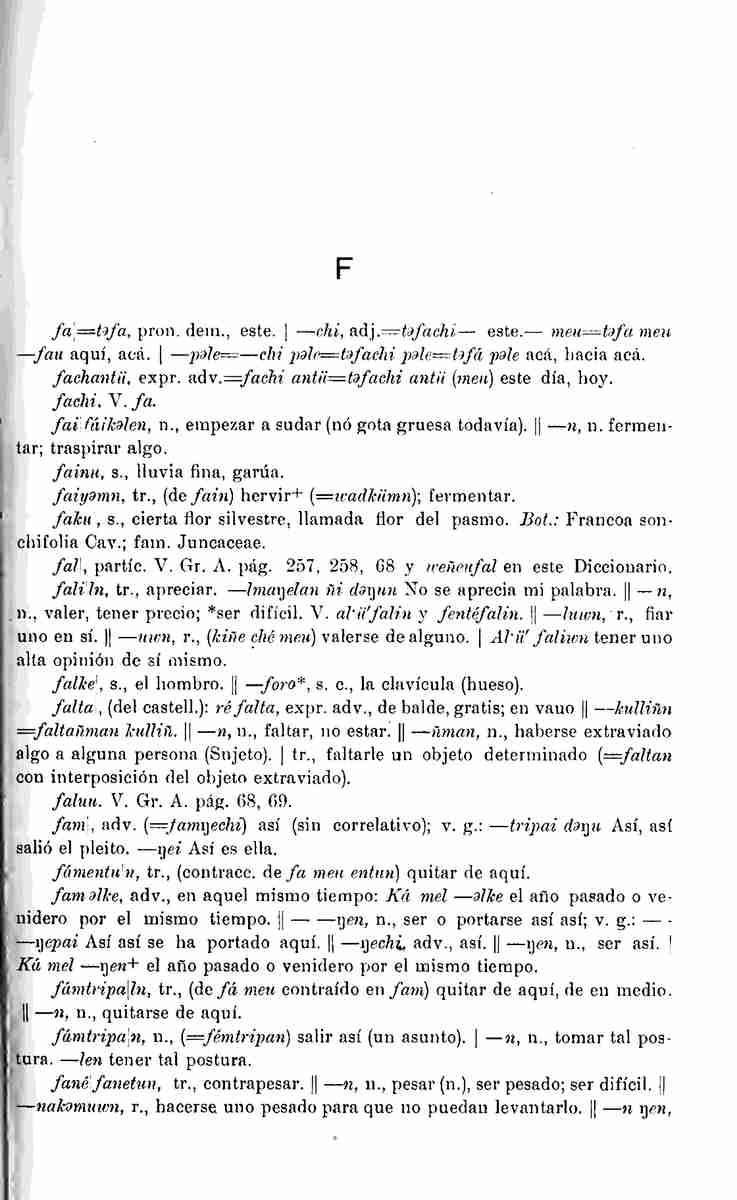 F
fa¦=təfa, pron. dem., este. | —chi, adj.=təfachi— este.— meu=təfa meu
—fau aquí, acá. | —pəle=—chi pəle=təfachi pəle=təfá pəle acá, hacia acá.
fachantü, expr. adv.=fachi antü=təfachi antü (meu) este día, hoy.
fachi. V. fa.
fai¦fáikəlen, n., empezar a sudar (nó gota gruesa todavía). || —n, n. fermen-
tar; traspirar algo.
fainu, s., lluvia fina, garúa.
faiyəmn, tr., (de fain) hervir+ (=wadkümn); fermentar.
faku, s., cierta flor silvestre, llamada flor del pasmo. Bot.: Francoa son-
chifolia Cav.; fam. Juncaceae.
fal¦, partíc. V. Gr. A. pág. 257, 258, 68 y weñeufal en este Diccionario.
fali¦ln, tr., apreciar. —lmaŋelan ñi dəŋun No se aprecia mi palabra. || —n,
n., valer, tener precio; *ser difícil. V. alˑü'falin y fentéfalin. || —luwn, r., fiar
uno en sí. || —uwn, r., (kiñe ché meu) valerse de alguno. | Alˑü' faliwn tener uno
alta opinión de sí mismo.
falke¦, s., el hombro. || —foro*, s. c., la clavícula (hueso).
falta, (del castell.): ré falta, expr. adv., de balde, gratis; en vano || —kulliñn
=faltañman kulliñ. || —n, n., faltar, no estar. || —ñman, n., haberse extraviado
algo a alguna persona (Sujeto). | tr., faltarle un objeto determinado (=faltan
con interposición del objeto extraviado).
faluu. V. Gr. A. pág. 68, 69.
fam¦, adv. (=famŋechi) así (sin correlativo); v. g.: —tripai dəŋu Así, así
salió el pleito. —ŋei Así es ella.
fámentu¦n, tr., (contracc. de fa meu entun) quitar de aquí.
fam əlke, adv., en aquel mismo tiempo: Ká mel —əlke el año pasado o ve-
nidero por el mismo tiempo. || — —ŋen, n., ser o portarse así así; v. g.: — -
—ŋepai Así así se ha portado aquí. || —ŋechi, adv., así. || —ŋen, n., ser así. |
Ká mel —ŋen+ el año pasado o venidero por el mismo tiempo.
fámtripa¦ln, tr., (de fá meu contraído en fam) quitar de aquí, de en medio.
|| —n, n., quitarse de aquí.
fámtripa¦n, n., (=fémtripan) salir así (un asunto). | —n, n., tomar tal pos-
tura. —len tener tal postura.
fané¦fanetun, tr., contrapesar. || —n, n., pesar (n.), ser pesado; ser difícil. ||
—nakəmuwn, r., hacerse uno pesado para que no puedan levantarlo. || —n ŋen,